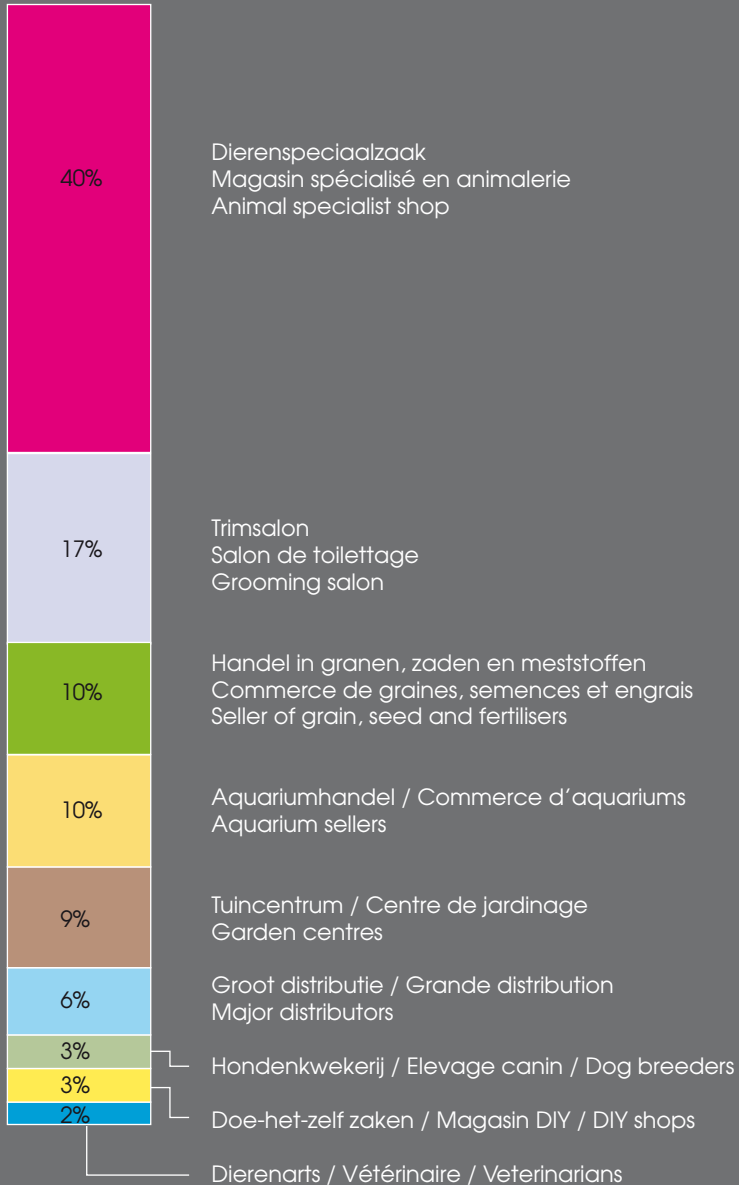 40%
Dierenspeciaalzaak
Magasin spécialisé en animalerie
Animal specialist shop
17%
Trimsalon
Salon de toilettage
Grooming salon
10%
Handel in granen, zaden en meststoffen
Commerce de graines, semences et engrais
Seller of grain, seed and fertilisers
10%
Aquariumhandel / Commerce d'aquariums
Aquarium sellers
9%
Tuincentrum / Centre de jardinage
Garden centres
6%
Groot distributie / Grande distribution
Major distributors
3%
Hondenkwekerij / Elevage canin / Dog breeders
3%
Doe-het-zelf zaken / Magasin DIY / DIY shops
2%
Dierenarts / Vétérinaire / Veterinarians